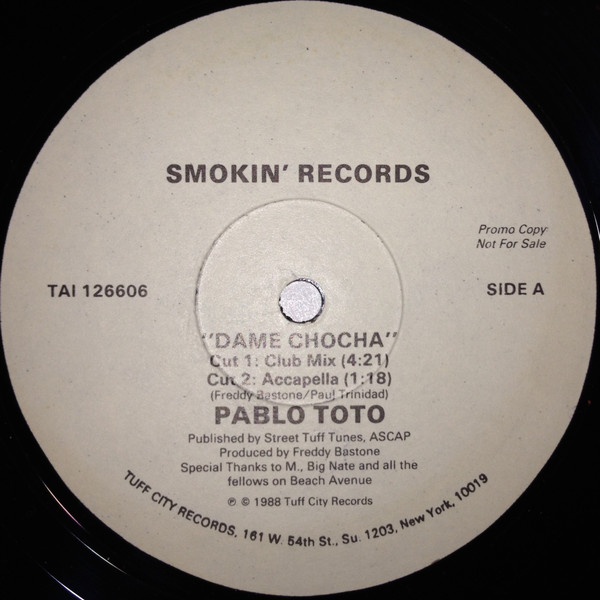 SMOKIN' RECORDS
Promo Copy
Not For Sale
TAI 126606
SIDE A
"DAME CHOCHA"
Cut 1: Club Mix (4:21)
Cut 2: Accapella (1:18)
(Freddy Bastone/Paul Trinidad)
PABLO TOTO
Published by Street Tuff Tunes, ASCAP
Produced by Freddy Bastone
Special Thanks to M., Big Nate and all the
fellows on Beach Avenue
℗ © 1988 Tuff City Records
TUFF CITY RECORDS, 161 W. 54th St., Su. 1203, New York, 10019